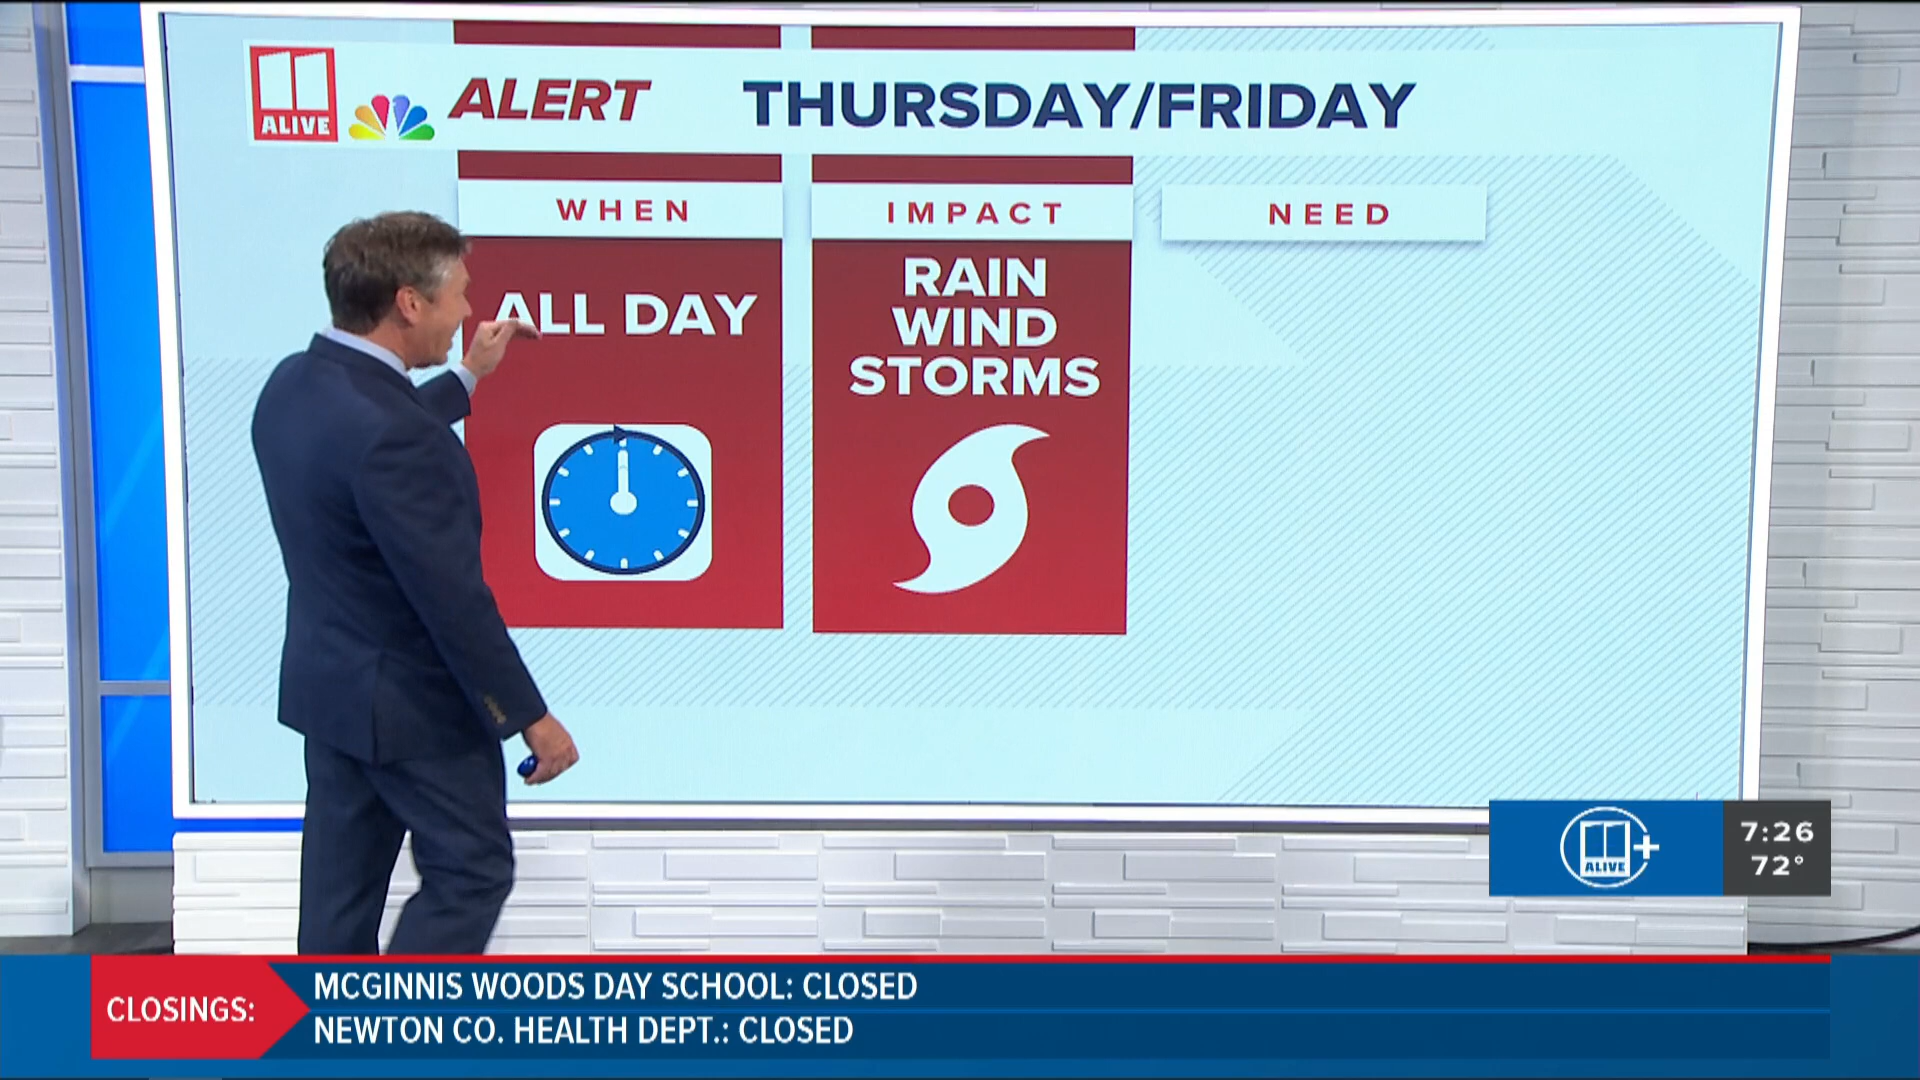 ALIVE
ALERT
THURSDAY/FRIDAY
WHEN
IMPACT
NEED
ALL DAY
RAIN
WIND
STORMS
ALIVE
+
7:26
72°
CLOSINGS:
MCGINNIS WOODS DAY SCHOOL: CLOSED
NEWTON CO. HEALTH DEPT.: CLOSED